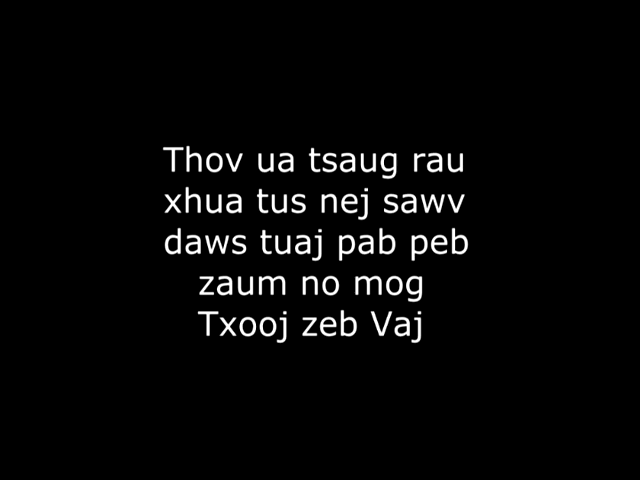 Thov ua tsaug rau
xhua tus nej sawv
daws tuaj pab peb
zaum no mog
Txooj zeb Vaj